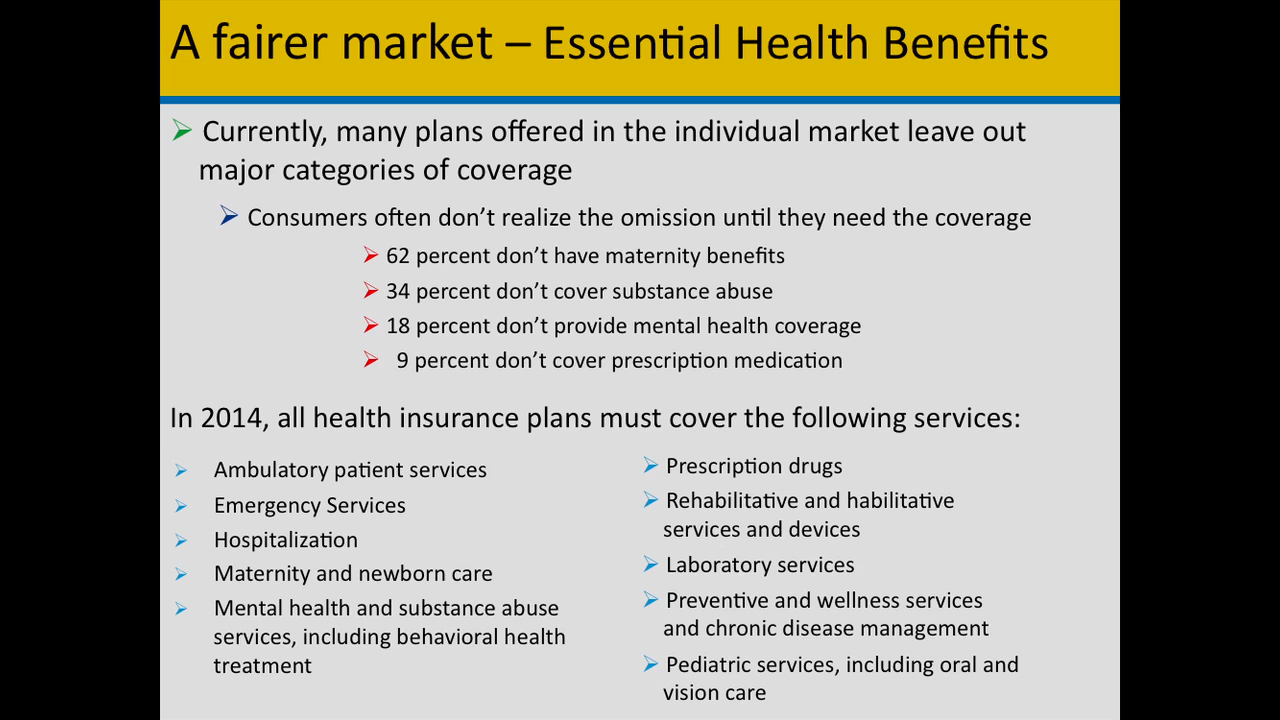 A fairer market – Essential Health Benefits
Currently, many plans offered in the individual market leave out
major categories of coverage
Consumers often don’t realize the omission until they need the coverage
62 percent don’t have maternity benefits
34 percent don’t cover substance abuse
18 percent don’t provide mental health coverage
9 percent don’t cover prescription medication
In 2014, all health insurance plans must cover the following services:
Ambulatory patient services
Emergency Services
Hospitalization
Maternity and newborn care
Mental health and substance abuse
services, including behavioral health
treatment
Prescription drugs
Rehabilitative and habilitative
services and devices
Laboratory services
Preventive and wellness services
and chronic disease management
Pediatric services, including oral and
vision care